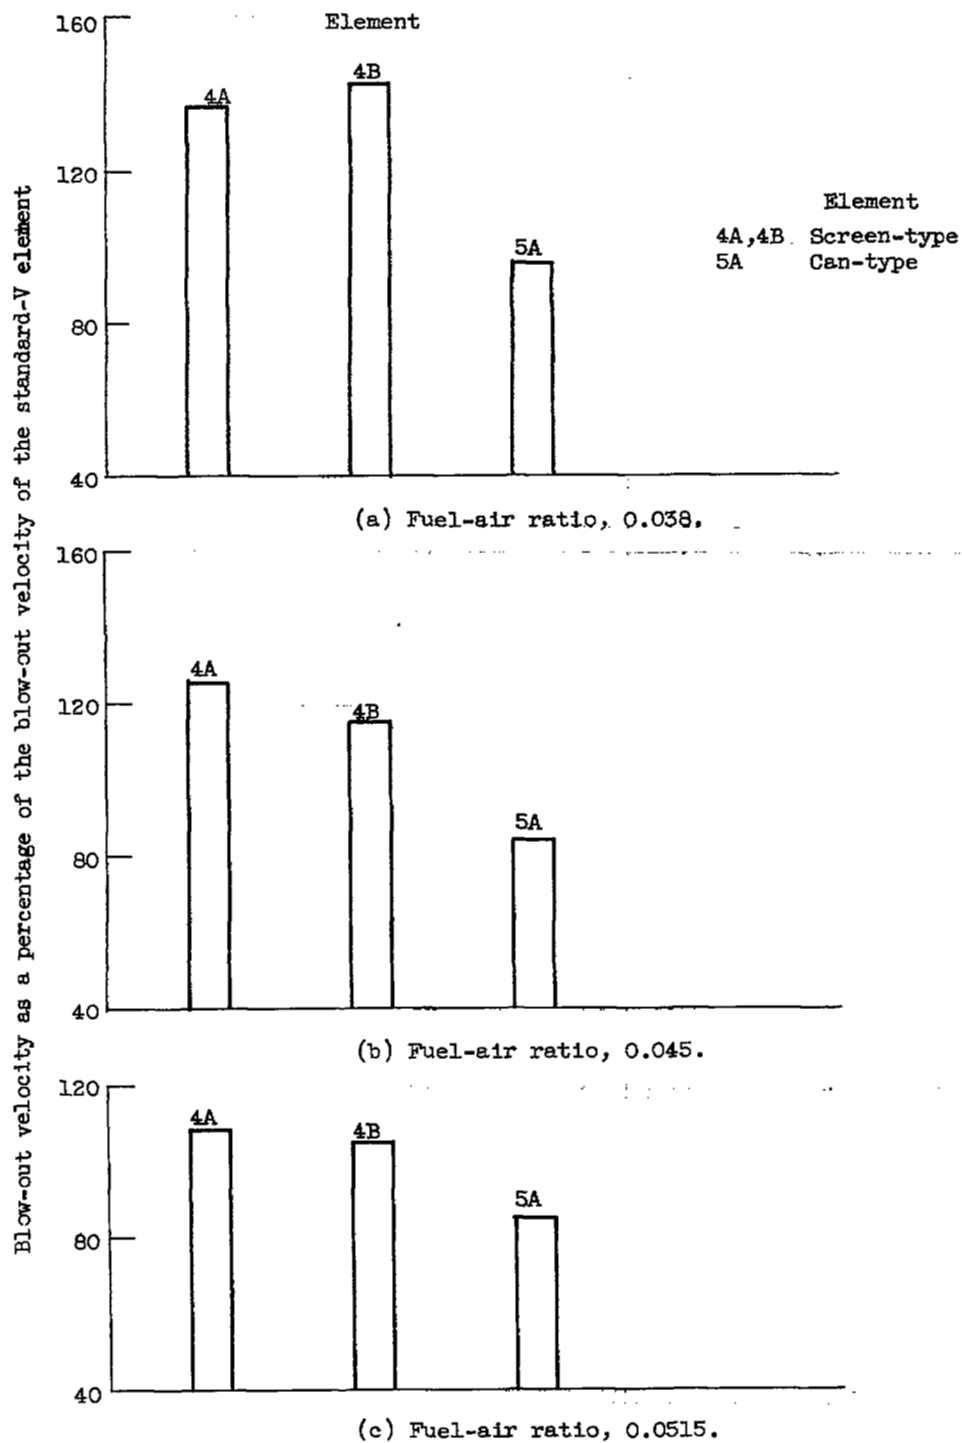 Blow-out velocity as a percentage of the blow-out velocity of the standard-V element
Element
160
120
80
40
4A
4B
5A
Element
4A,4B Screen-type
5A Can-type
(a) Fuel-air ratio, 0.038.
160
120
80
40
4A
4B
5A
(b) Fuel-air ratio, 0.045.
120
80
40
4A
4B
5A
(c) Fuel-air ratio, 0.0515.